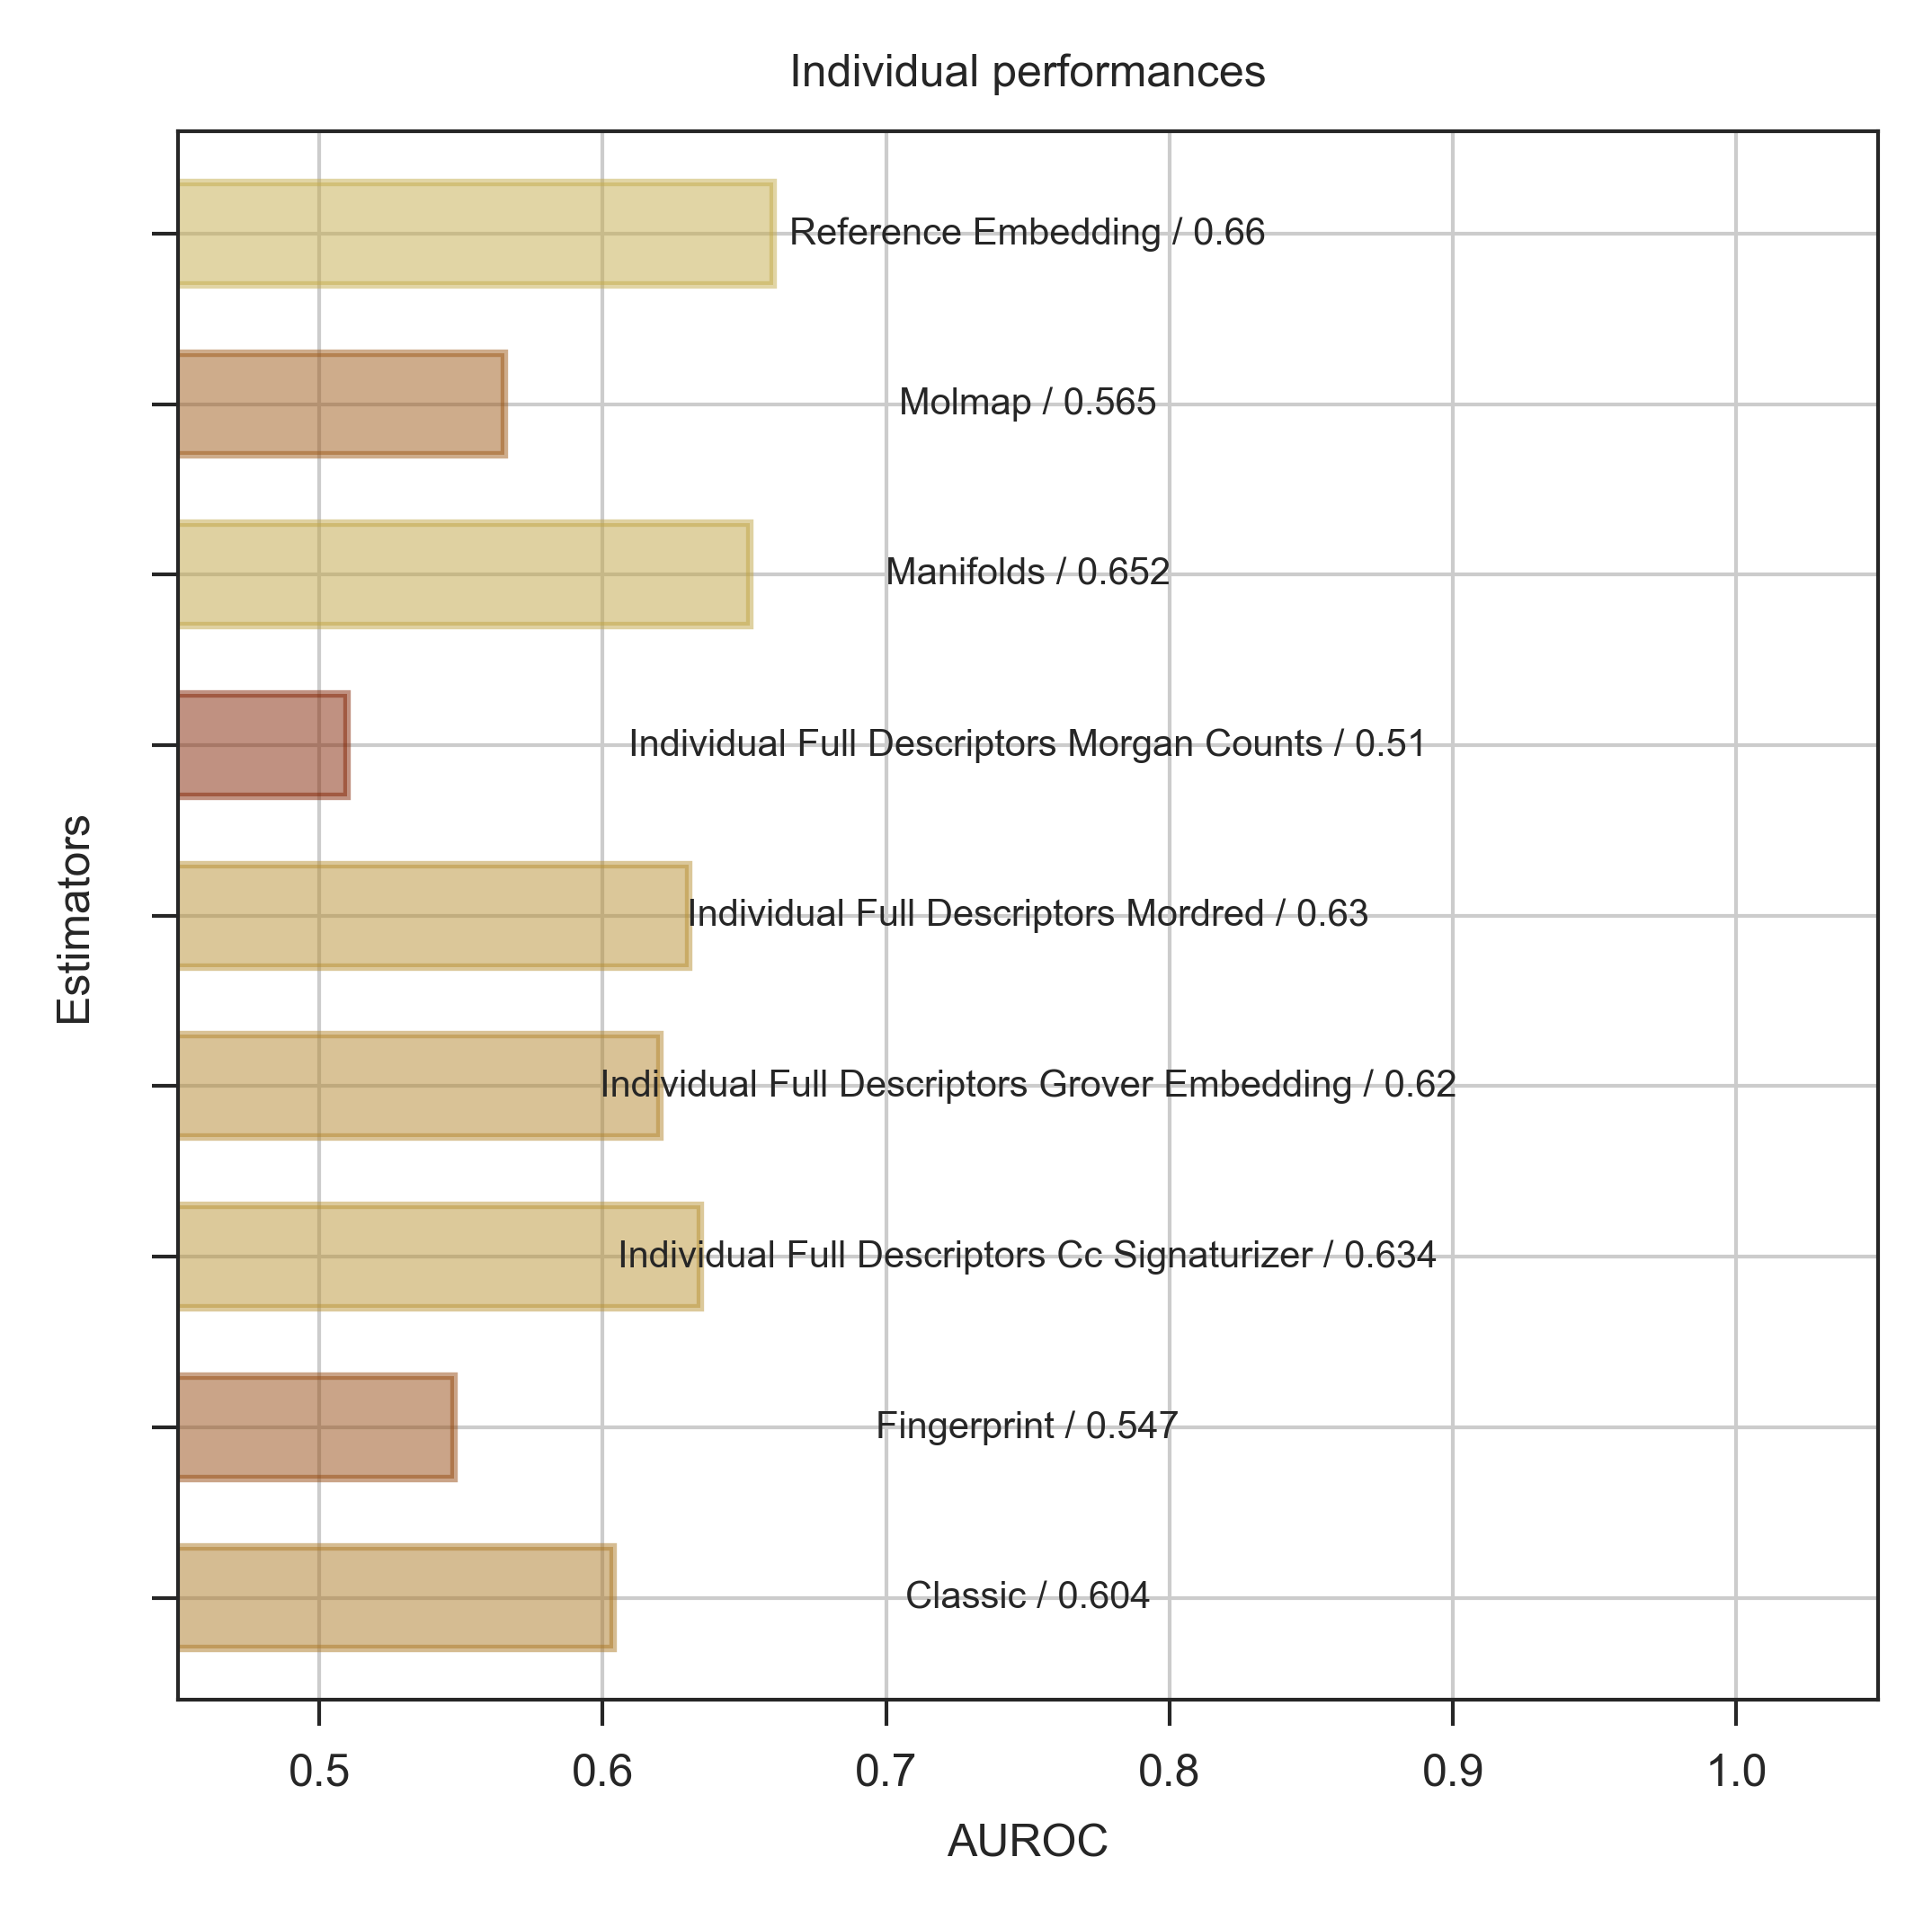 Individual performances
Reference Embedding / 0.66
Molmap / 0.565
Manifolds / 0.652
Individual Full Descriptors Morgan Counts / 0.51
Individual Full Descriptors Mordred / 0.63
Individual Full Descriptors Grover Embedding / 0.62
Individual Full Descriptors Cc Signaturizer / 0.634
Fingerprint / 0.547
Classic / 0.604
Estimators
0.5 0.6 0.7 0.8 0.9 1.0
AUROC